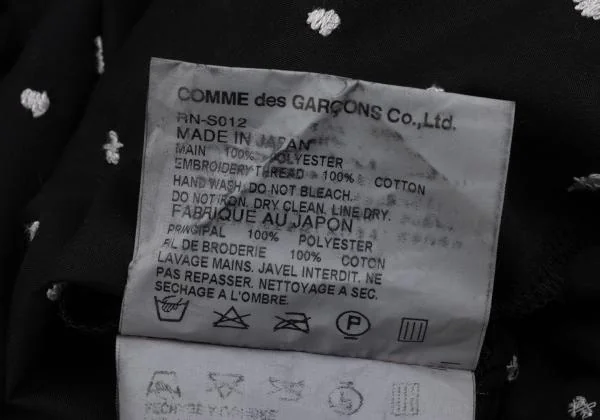 COMME des GARÇONS Co.,Ltd.
RN-S012
MADE IN JAPAN
MAIN 100% POLYESTER
EMBROIDERY THREAD 100% COTTON
HAND WASH. DO NOT BLEACH.
DO NOT IRON. DRY CLEAN. LINE DRY.
FABRIQUE AU JAPON
PRINCIPAL 100% POLYESTER
FIL DE BRODERIE 100% COTON
LAVAGE MAINS. JAVEL INTERDIT. NE
PAS REPASSER. NETTOYAGE A SEC.
SECHAGE A L'OMBRE.
P